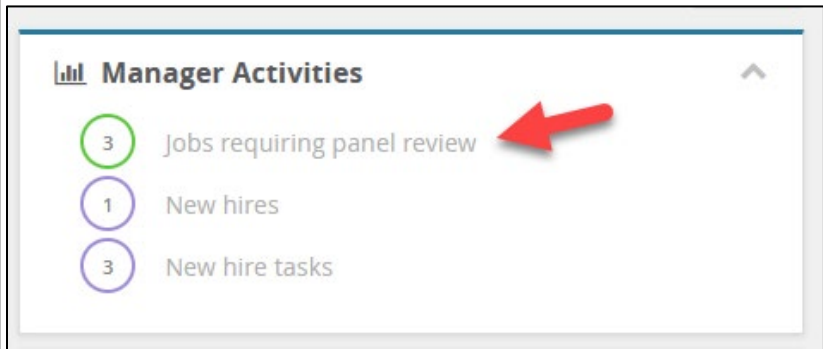 Manager Activities
3 Jobs requiring panel review
1 New hires
3 New hire tasks